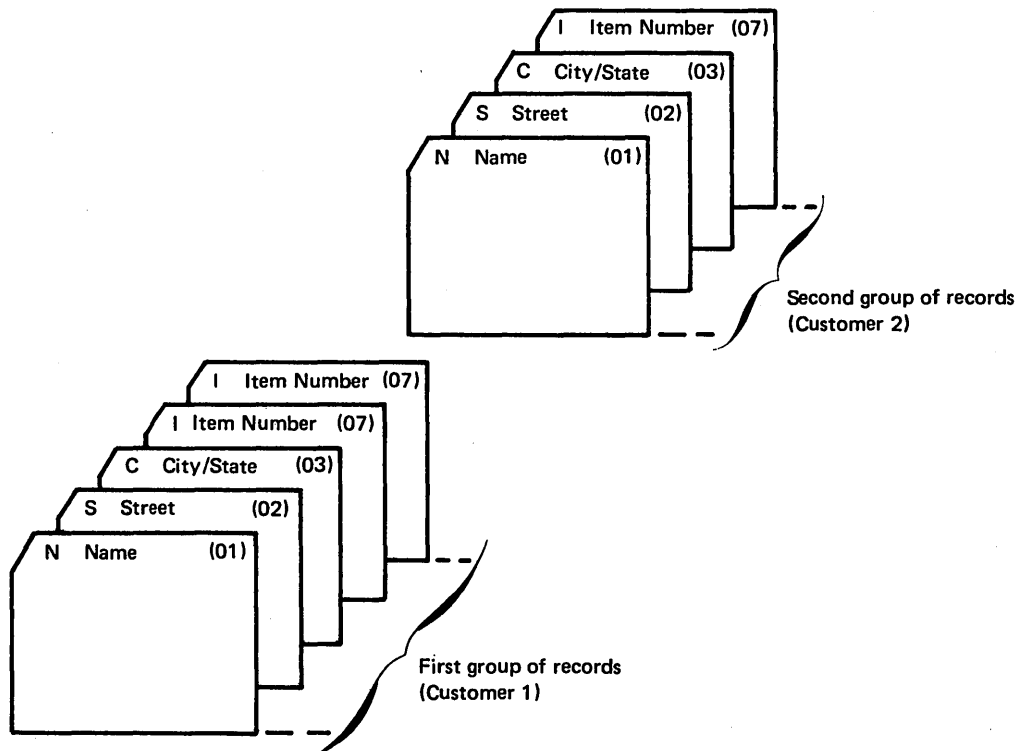 I Item Number (07)
C City/State (03)
S Street (02)
N Name (01)
Second group of records
(Customer 2)
I Item Number (07)
I Item Number (07)
C City/State (03)
S Street (02)
N Name (01)
First group of records
(Customer 1)